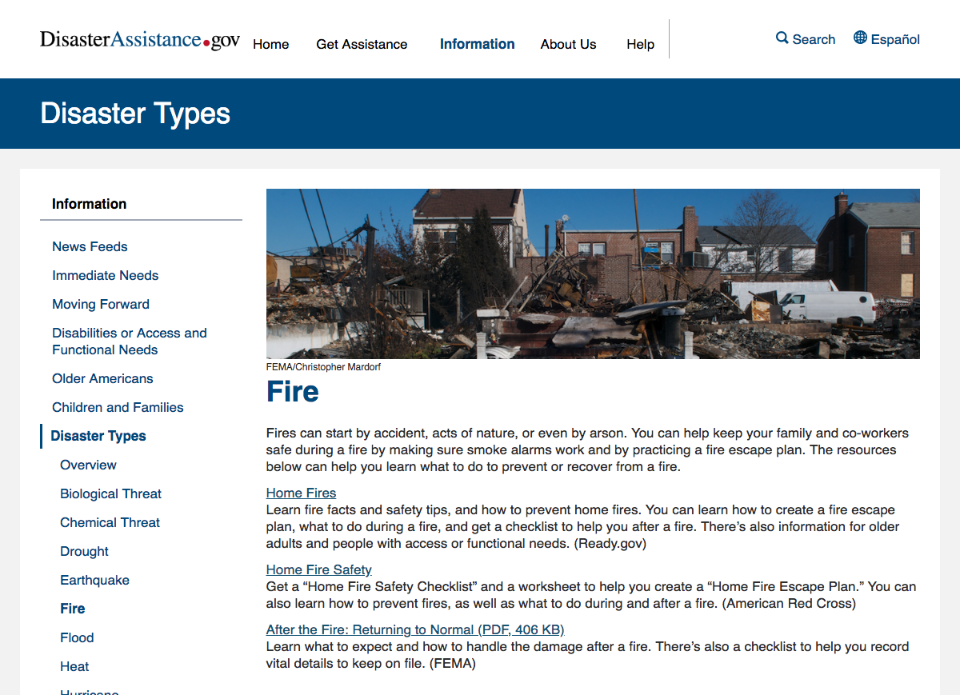 DisasterAssistance.gov
Home
Get Assistance
Information
About Us
Help
Search
Español
Disaster Types
Information
News Feeds
Immediate Needs
Moving Forward
Disabilities or Access and
Functional Needs
Older Americans
Children and Families
Disaster Types
Overview
Biological Threat
Chemical Threat
Drought
Earthquake
Fire
Flood
Heat
Hurricane
FEMA/Christopher Mardorf
Fire
Fires can start by accident, acts of nature, or even by arson. You can help keep your family and co-workers
safe during a fire by making sure smoke alarms work and by practicing a fire escape plan. The resources
below can help you learn what to do to prevent or recover from a fire.
Home Fires
Learn fire facts and safety tips, and how to prevent home fires. You can learn how to create a fire escape
plan, what to do during a fire, and get a checklist to help you after a fire. There’s also information for older
adults and people with access or functional needs. (Ready.gov)
Home Fire Safety
Get a “Home Fire Safety Checklist” and a worksheet to help you create a “Home Fire Escape Plan.” You can
also learn how to prevent fires, as well as what to do during and after a fire. (American Red Cross)
After the Fire: Returning to Normal (PDF, 406 KB)
Learn what to expect and how to handle the damage after a fire. There’s also a checklist to help you record
vital details to keep on file. (FEMA)